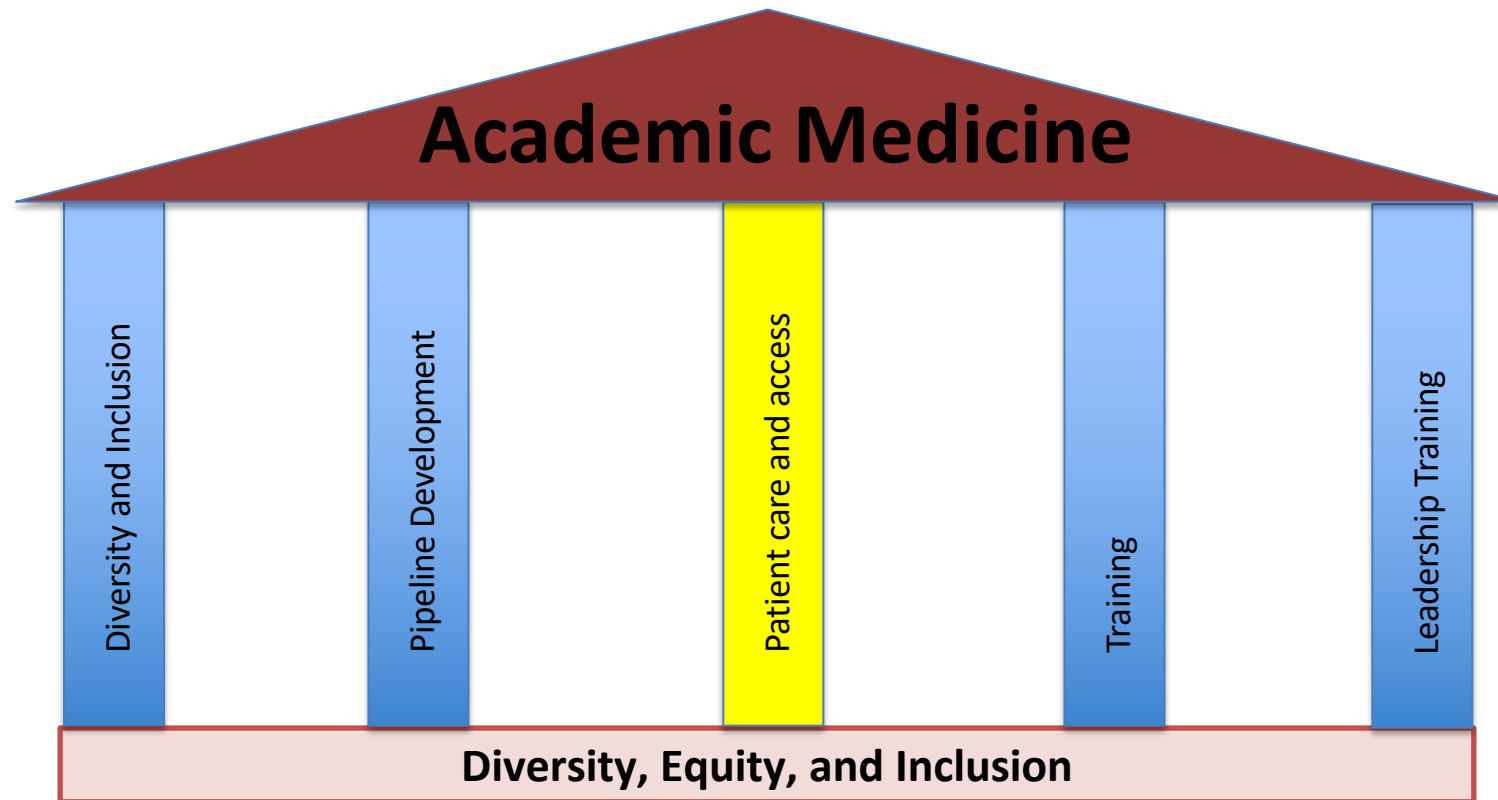 Academic Medicine
Diversity and Inclusion
Pipeline Development
Patient care and access
Training
Leadership Training
Diversity, Equity, and Inclusion